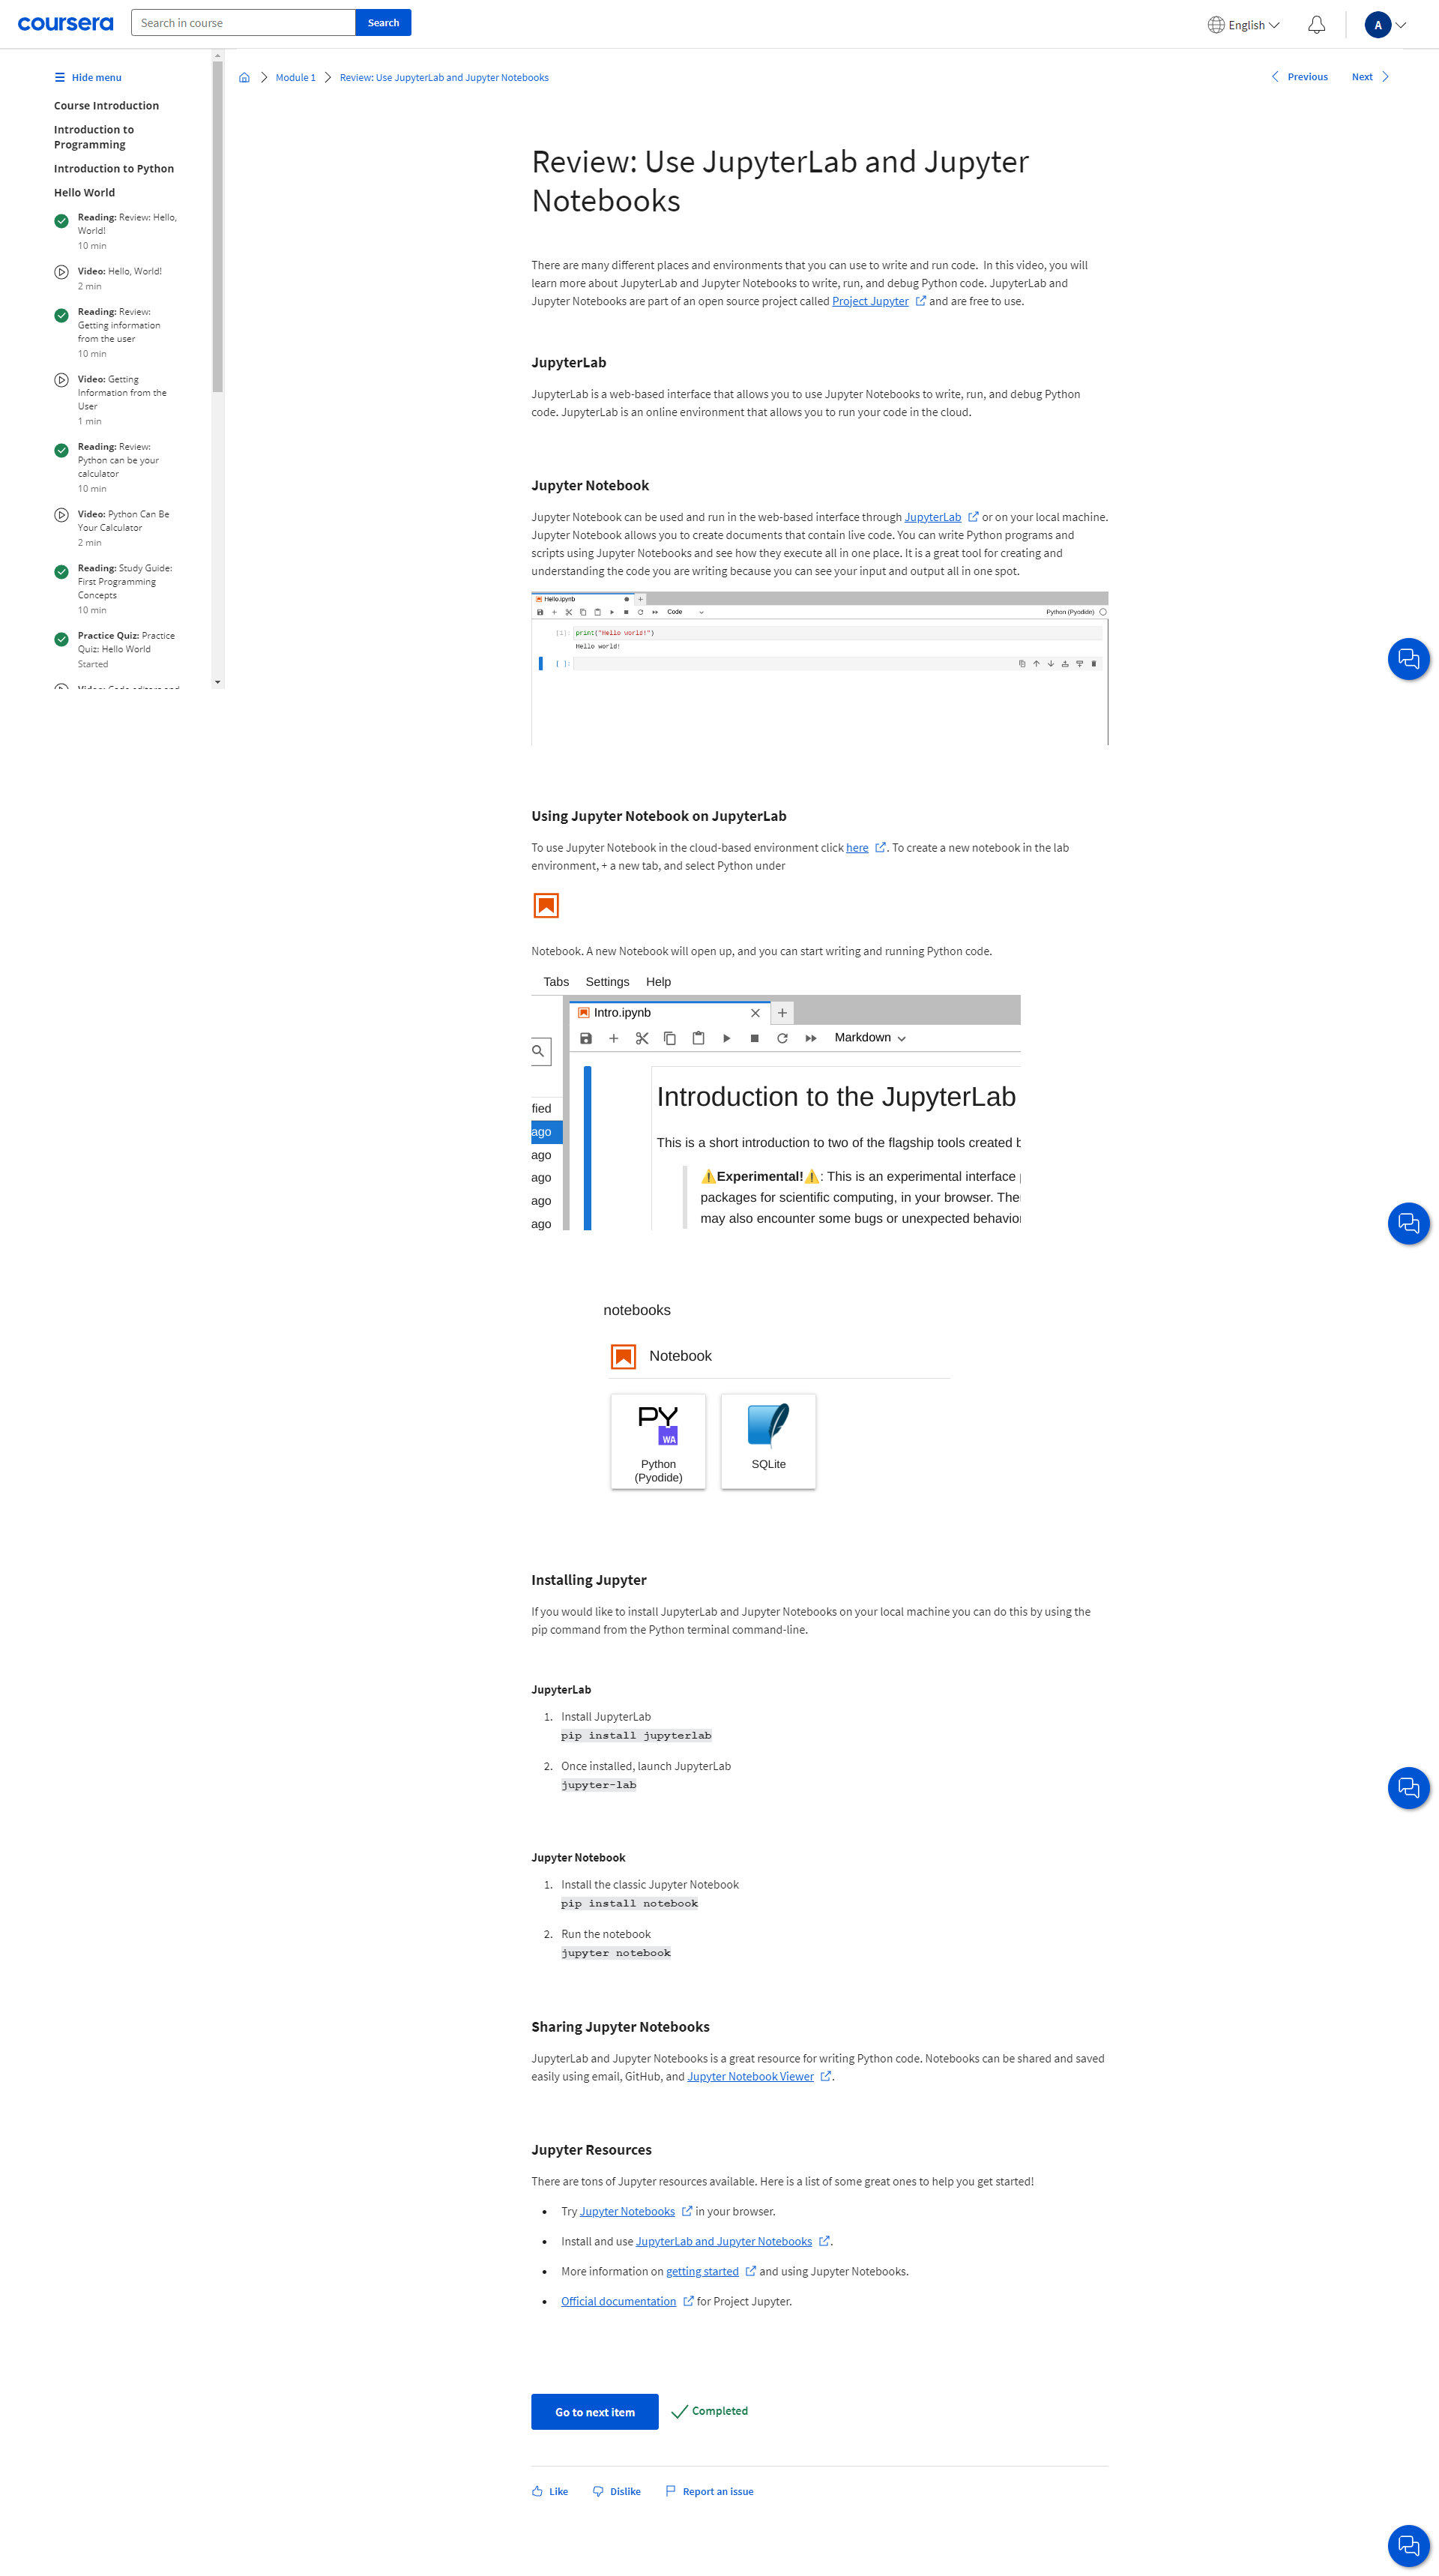 coursera
Search in course
Search
English
A
Hide menu
Course Introduction
Introduction to
Programming
Introduction to Python
Hello World
Reading: Review: Hello,
World!
10 min
Video: Hello, World!
2 min
Reading: Review:
Getting information
from the user
10 min
Video: Getting
Information from the
User
1 min
Reading: Review:
Python can be your
calculator
10 min
Video: Python Can Be
Your Calculator
2 min
Reading: Study Guide:
First Programming
Concepts
10 min
Practice Quiz: Practice
Quiz: Hello World
Started
Module 1
Review: Use JupyterLab and Jupyter Notebooks
Previous
Next
Review: Use JupyterLab and Jupyter
Notebooks
There are many different places and environments that you can use to write and run code. In this video, you will
learn more about JupyterLab and Jupyter Notebooks to write, run, and debug Python code. JupyterLab and
Jupyter Notebooks are part of an open source project called Project Jupyter and are free to use.
JupyterLab
JupyterLab is a web-based interface that allows you to use Jupyter Notebooks to write, run, and debug Python
code. JupyterLab is an online environment that allows you to run your code in the cloud.
Jupyter Notebook
Jupyter Notebook can be used and run in the web-based interface through JupyterLab or on your local machine.
Jupyter Notebook allows you to create documents that contain live code. You can write Python programs and
scripts using Jupyter Notebooks and see how they execute all in one place. It is a great tool for creating and
understanding the code you are writing because you can see your input and output all in one spot.
Hello.ipynb
Code
Python (Pyodide)
[1]: print("Hello world!")
Hello world!
[ ]:
Using Jupyter Notebook on JupyterLab
To use Jupyter Notebook in the cloud-based environment click here. To create a new notebook in the lab
environment, + a new tab, and select Python under
Notebook. A new Notebook will open up, and you can start writing and running Python code.
Tabs Settings Help
Intro.ipynb
Markdown
Introduction to the JupyterLab
fied
This is a short introduction to two of the flagship tools created
ago
ago
ago
ago
ago
⚠️Experimental!⚠️: This is an experimental interface
packages for scientific computing, in your browser. The
may also encounter some bugs or unexpected behavio
notebooks
Notebook
PY
WA
Python
(Pyodide)
SQLite
Installing Jupyter
If you would like to install JupyterLab and Jupyter Notebooks on your local machine you can do this by using the
pip command from the Python terminal command-line.
JupyterLab
1. Install JupyterLab
pip install jupyterlab
2. Once installed, launch JupyterLab
jupyter-lab
Jupyter Notebook
1. Install the classic Jupyter Notebook
pip install notebook
2. Run the notebook
jupyter notebook
Sharing Jupyter Notebooks
JupyterLab and Jupyter Notebooks is a great resource for writing Python code. Notebooks can be shared and saved
easily using email, GitHub, and Jupyter Notebook Viewer.
Jupyter Resources
There are tons of Jupyter resources available. Here is a list of some great ones to help you get started!
• Try Jupyter Notebooks in your browser.
• Install and use JupyterLab and Jupyter Notebooks.
• More information on getting started and using Jupyter Notebooks.
• Official documentation for Project Jupyter.
Go to next item
Completed
Like
Dislike
Report an issue